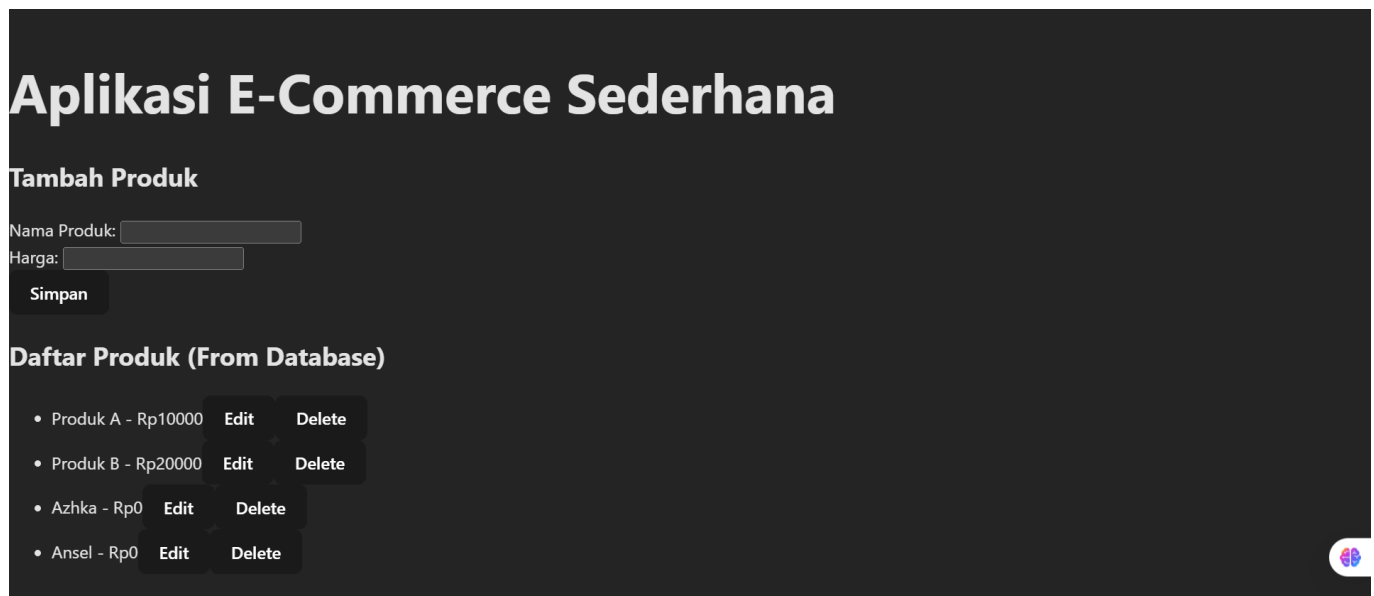 Aplikasi E-Commerce Sederhana
Tambah Produk
Nama Produk:
Harga:
Simpan
Daftar Produk (From Database)
• Produk A - Rp10000 Edit Delete
• Produk B - Rp20000 Edit Delete
• Azhka - Rp0 Edit Delete
• Ansel - Rp0 Edit Delete